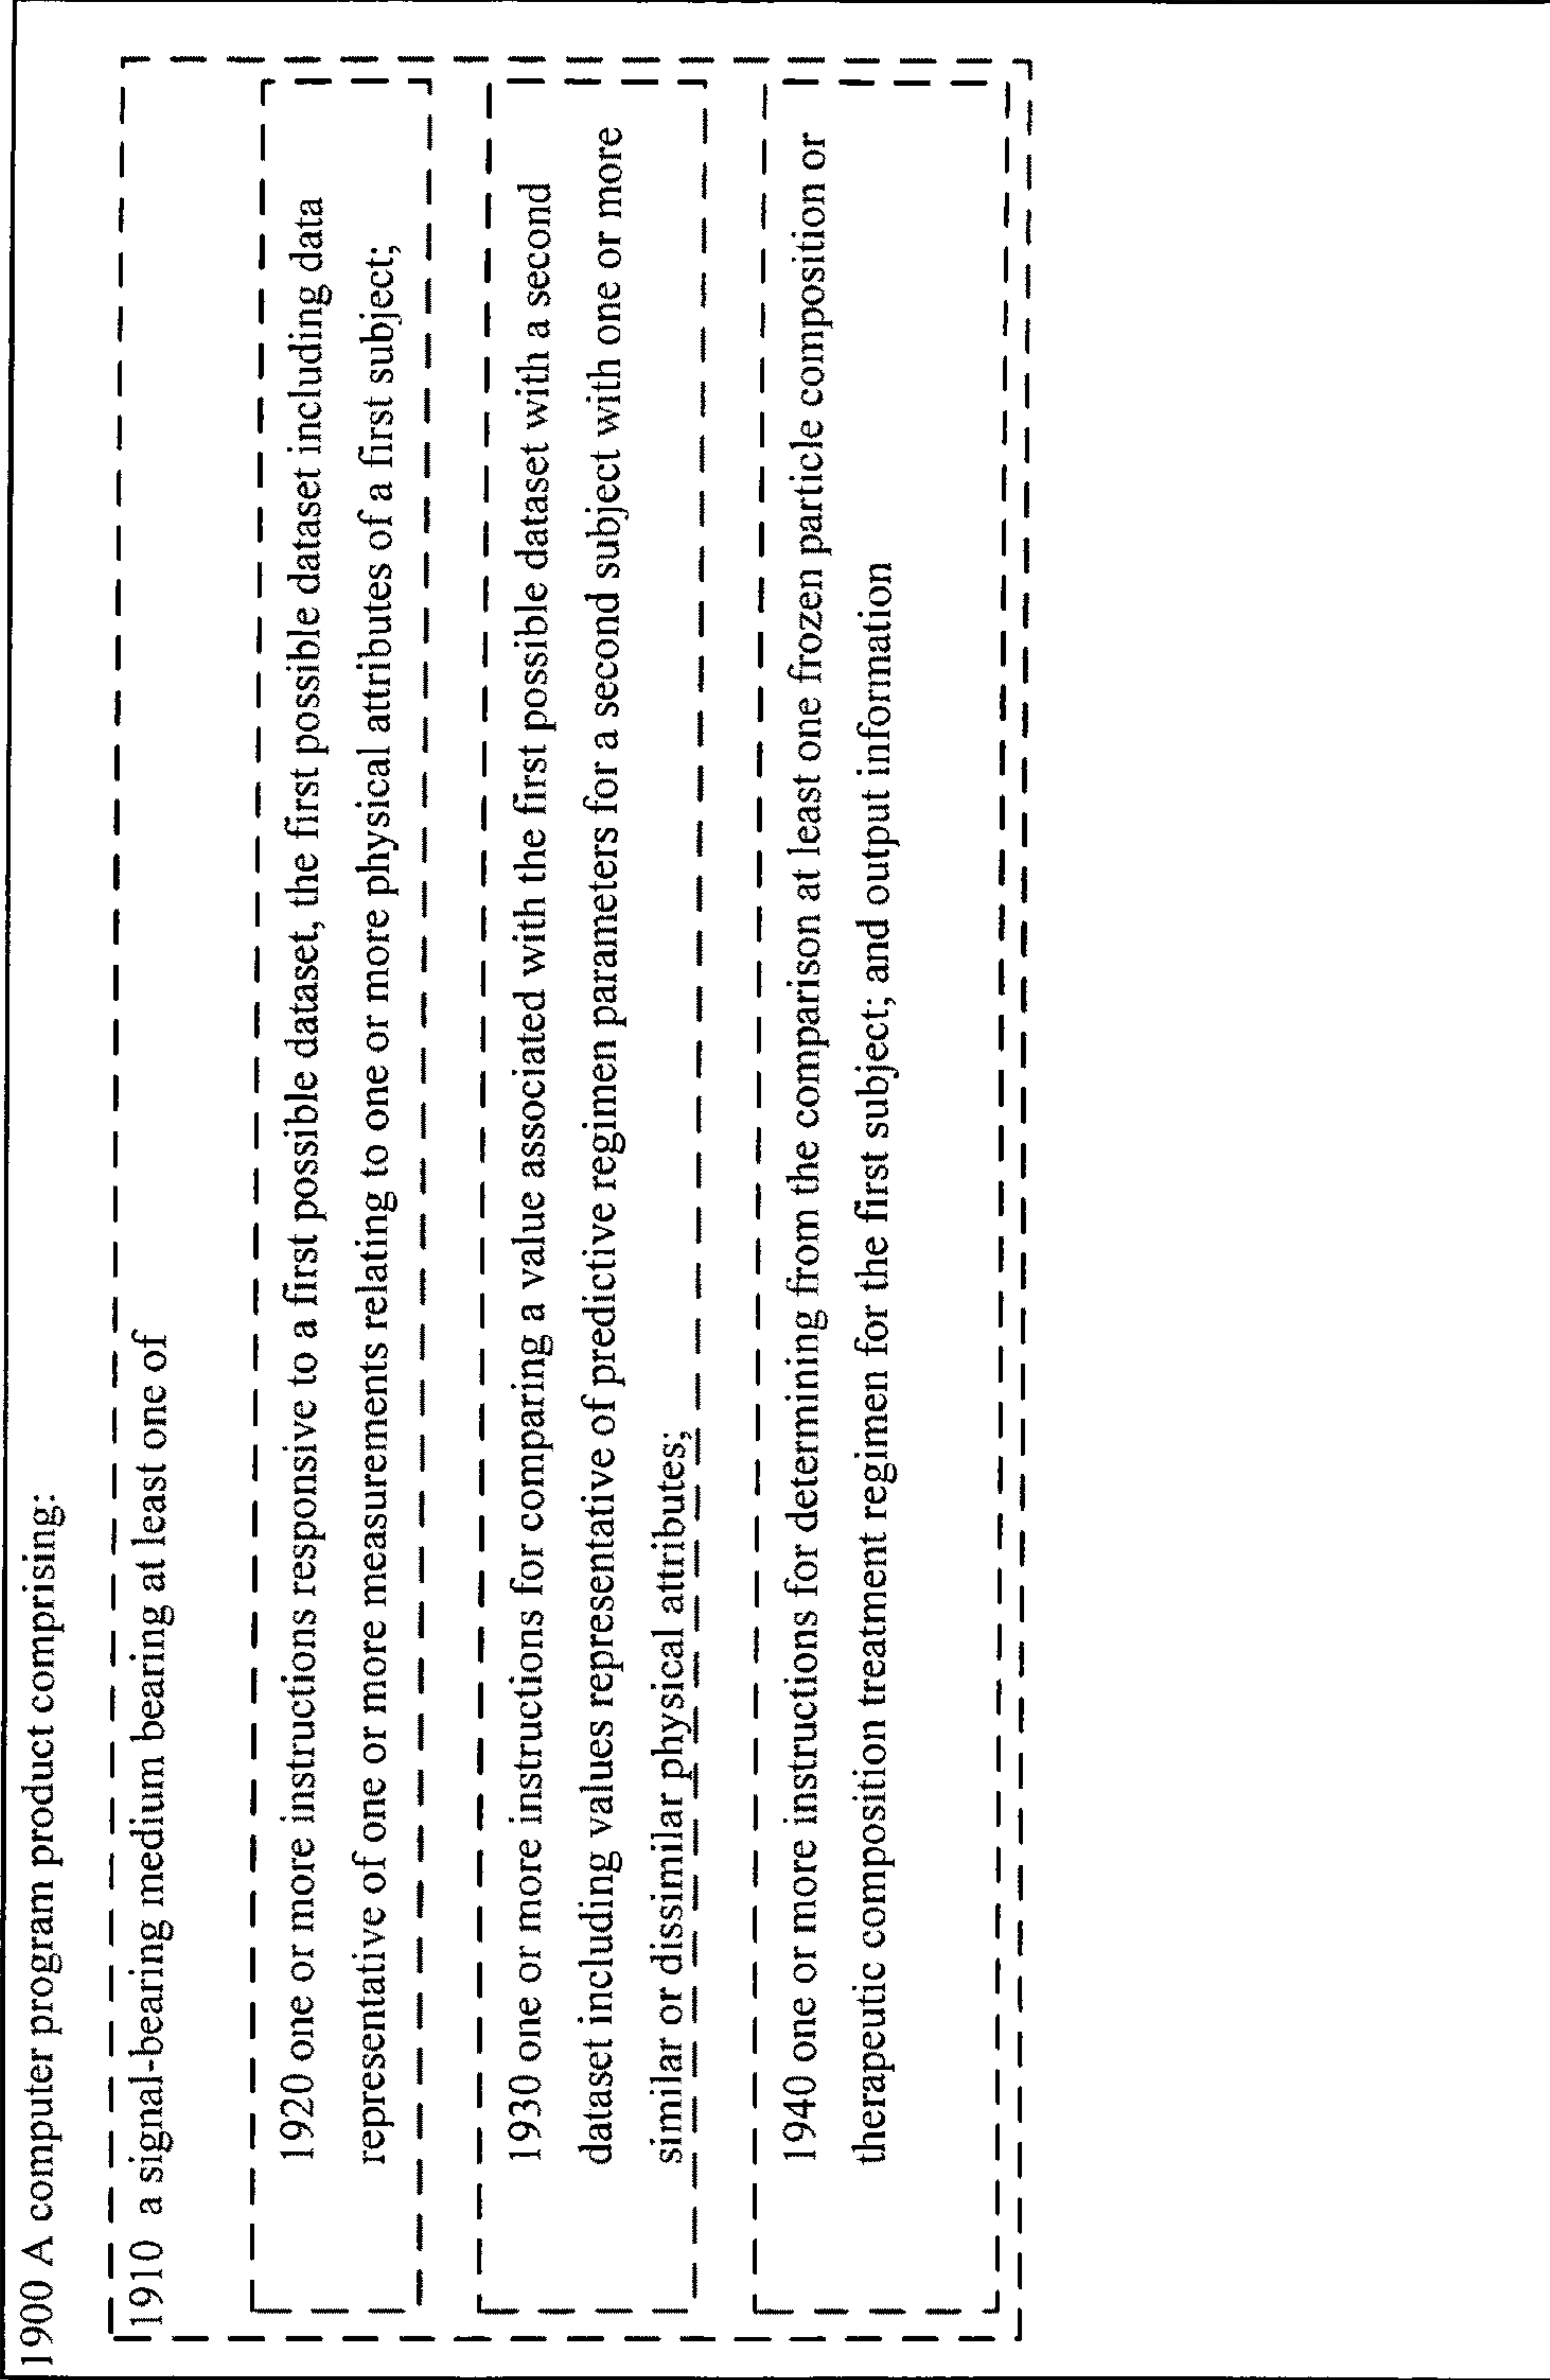 1900 A computer program product comprising:
1910 a signal-bearing medium bearing at least one of
1920 one or more instructions responsive to a first possible dataset, the first possible dataset including data
representative of one or more measurements relating to one or more physical attributes of a first subject;
1930 one or more instructions for comparing a value associated with the first possible dataset with a second
dataset including values representative of predictive regimen parameters for a second subject with one or more
similar or dissimilar physical attributes;
1940 one or more instructions for determining from the comparison at least one frozen particle composition or
therapeutic composition treatment regimen for the first subject; and output information